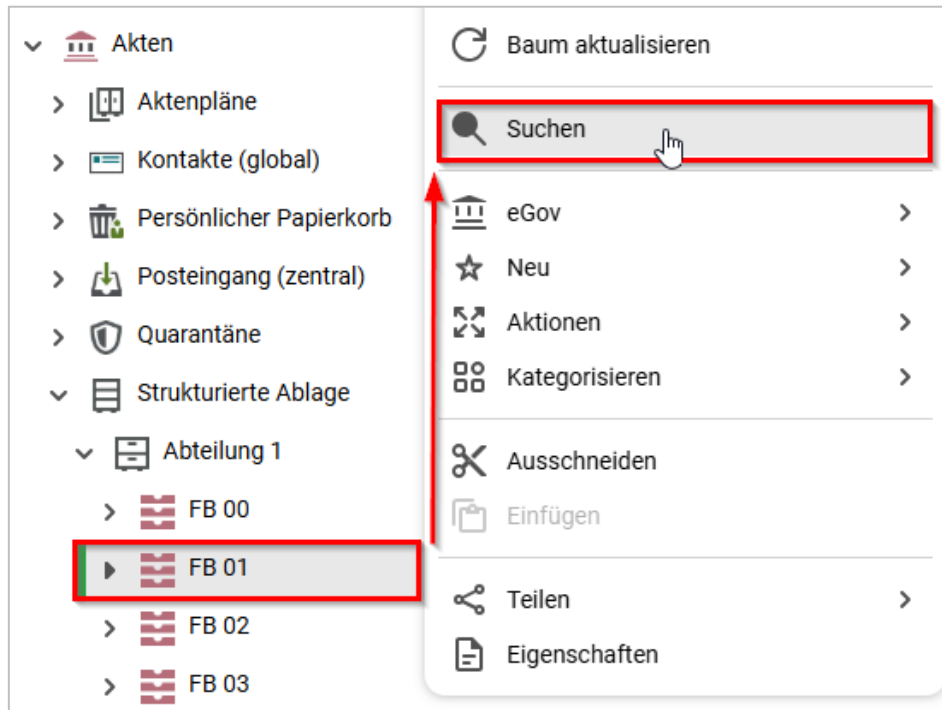 Akten
Aktenpläne
Kontakte (global)
Persönlicher Papierkorb
Posteingang (zentral)
Quarantäne
Strukturierte Ablage
Abteilung 1
FB 00
FB 01
FB 02
FB 03
Baum aktualisieren
Suchen
eGov
Neu
Aktionen
Kategorisieren
Ausschneiden
Einfügen
Teilen
Eigenschaften